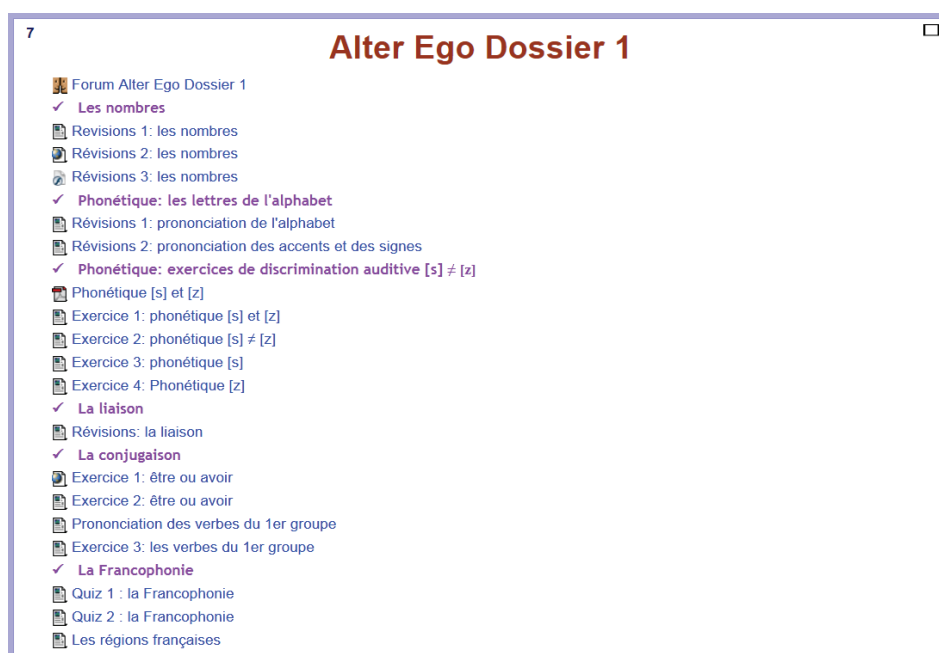 7
Alter Ego Dossier 1
Forum Alter Ego Dossier 1
✓ Les nombres
Revisions 1: les nombres
Révisions 2: les nombres
Révisions 3: les nombres
✓ Phonétique: les lettres de l'alphabet
Révisions 1: prononciation de l'alphabet
Révisions 2: prononciation des accents et des signes
✓ Phonétique: exercices de discrimination auditive [s] ≠ [z]
Phonétique [s] et [z]
Exercice 1: phonétique [s] et [z]
Exercice 2: phonétique [s] ≠ [z]
Exercice 3: phonétique [s]
Exercice 4: Phonétique [z]
✓ La liaison
Révisions: la liaison
✓ La conjugaison
Exercice 1: être ou avoir
Exercice 2: être ou avoir
Prononciation des verbes du 1er groupe
Exercice 3: les verbes du 1er groupe
✓ La Francophonie
Quiz 1 : la Francophonie
Quiz 2 : la Francophonie
Les régions françaises